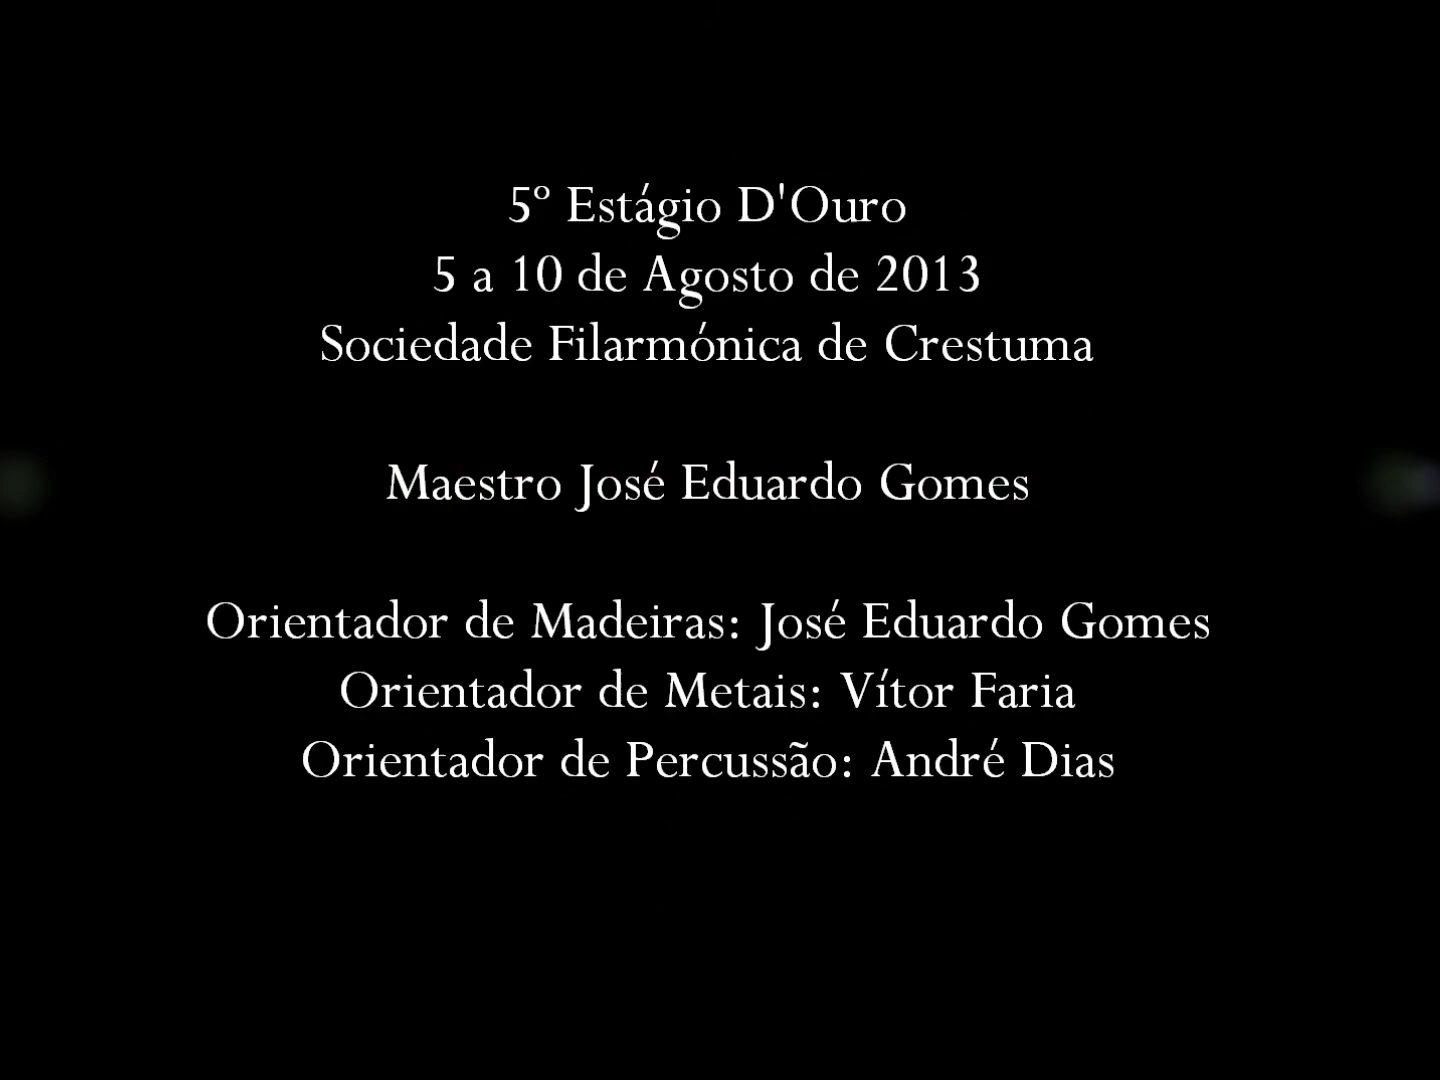 5º Estágio D'Ouro
5 a 10 de Agosto de 2013
Sociedade Filarmónica de Crestuma
Maestro José Eduardo Gomes
Orientador de Madeiras: José Eduardo Gomes
Orientador de Metais: Vítor Faria
Orientador de Percussão: André Dias